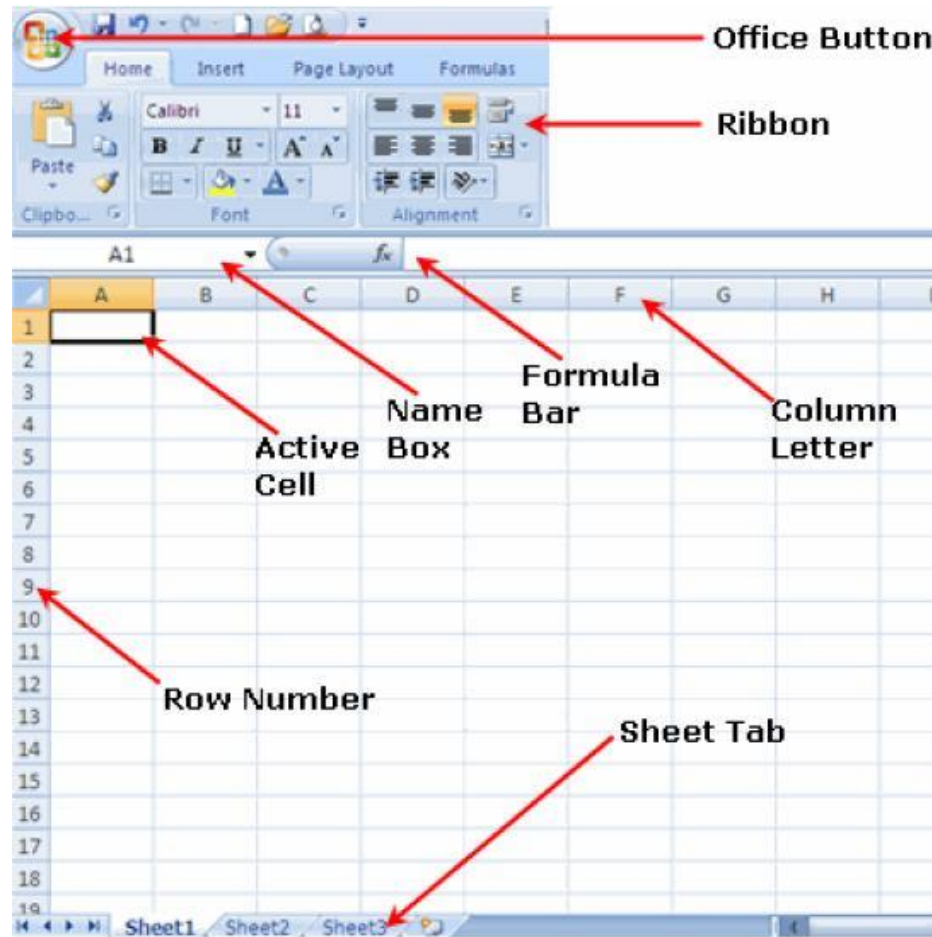 Office Button
Home Insert Page Layout Formulas
Calibri 11
Ribbon
B I U A A
Paste
A
Clipbo... Font Alignment
A1 fx
A B C D E F G H
1
2
Formula
3
Name Bar Column
4
Active Box Letter
5
Cell
6
7
8
9
10
11
12
Row Number
13
Sheet Tab
14
15
16
17
18
19
Sheet1 Sheet2 Sheet3